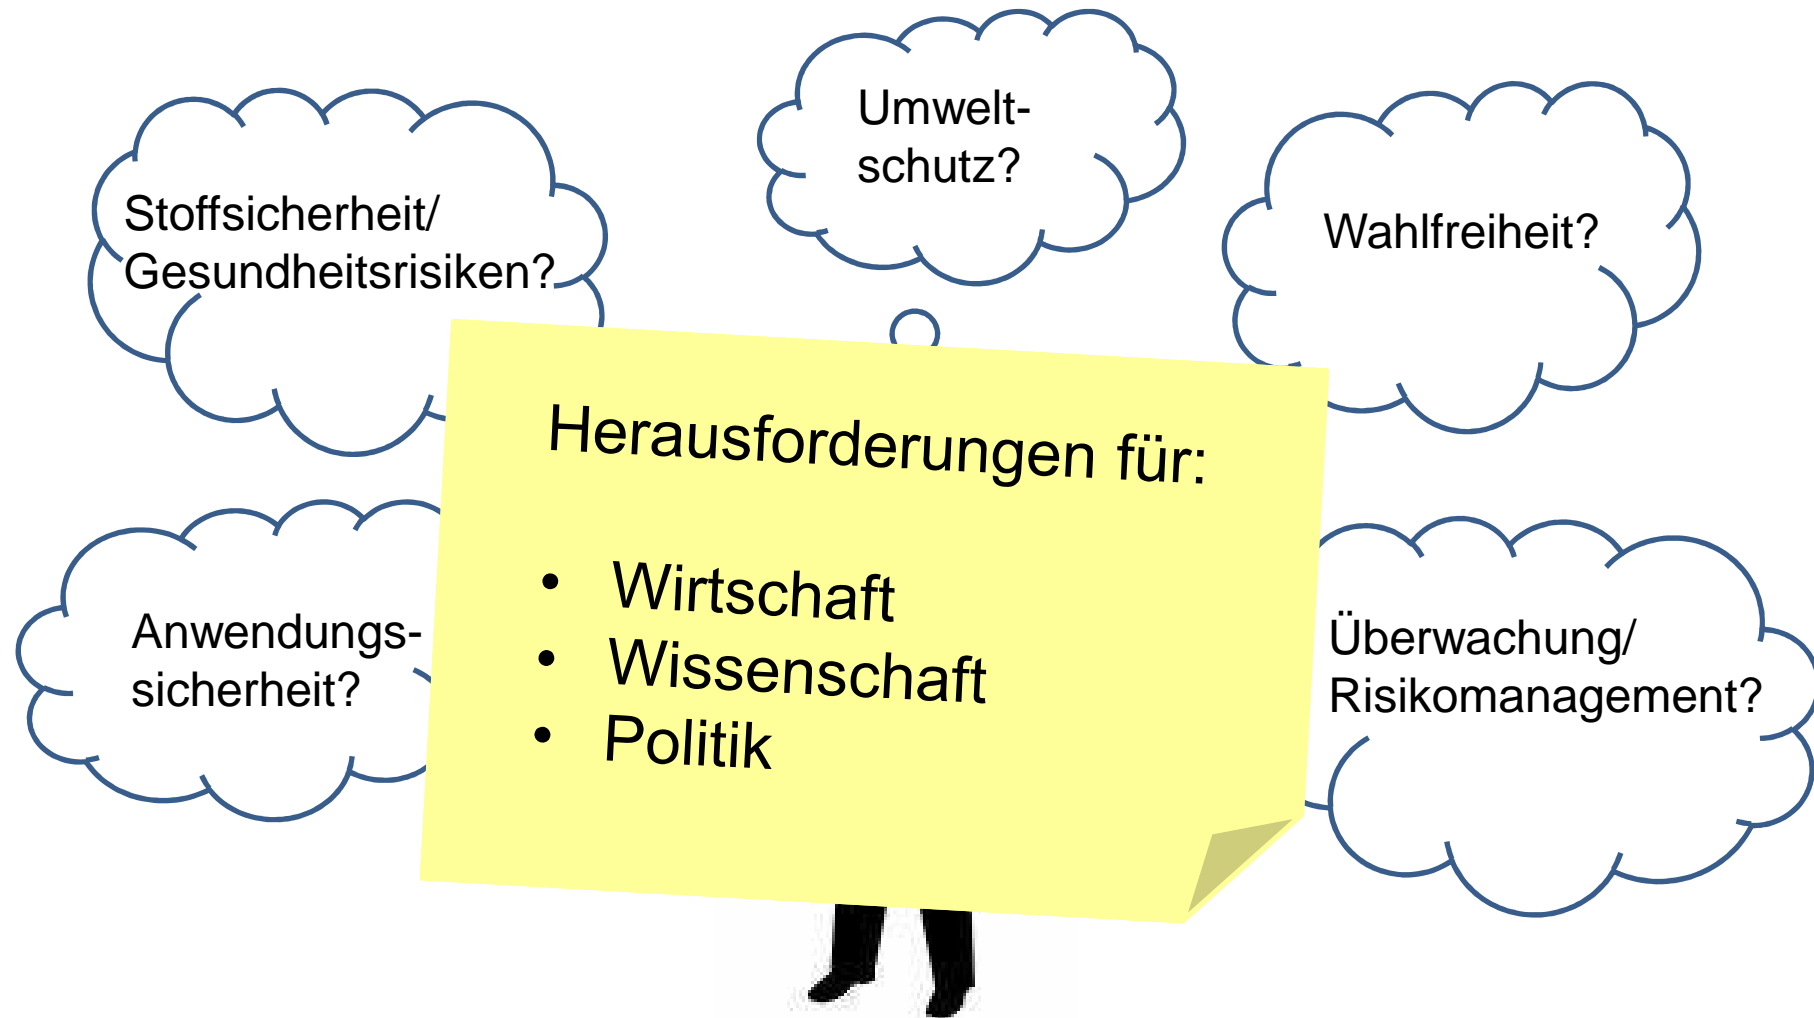 Umwelt-
schutz?
Stoffsicherheit/
Gesundheitsrisiken?
Wahlfreiheit?
Herausforderungen für:
• Wirtschaft
• Wissenschaft
• Politik
Anwendungs-
sicherheit?
Überwachung/
Risikomanagement?